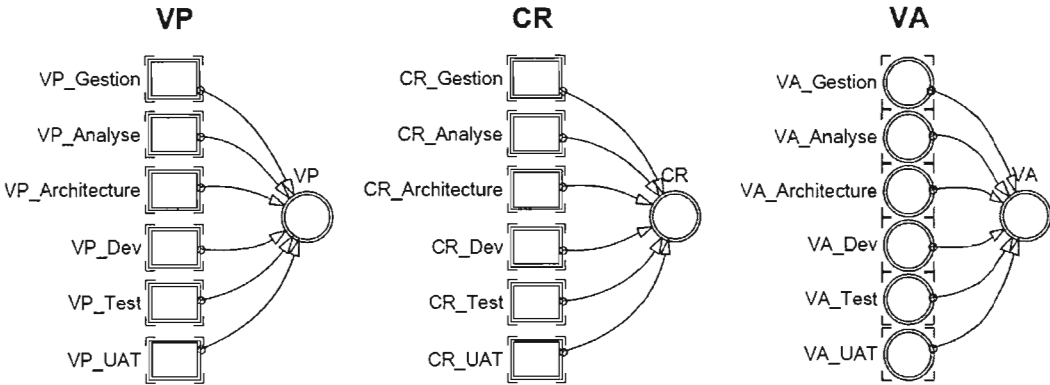 VP
VP_Gestion
VP_Analyse
VP_Architecture
VP_Dev
VP_Test
VP_UAT
VP
CR
CR_Gestion
CR_Analyse
CR_Architecture
CR_Dev
CR_Test
CR_UAT
CR
VA
VA_Gestion
VA_Analyse
VA_Architecture
VA_Dev
VA_Test
VA_UAT
VA